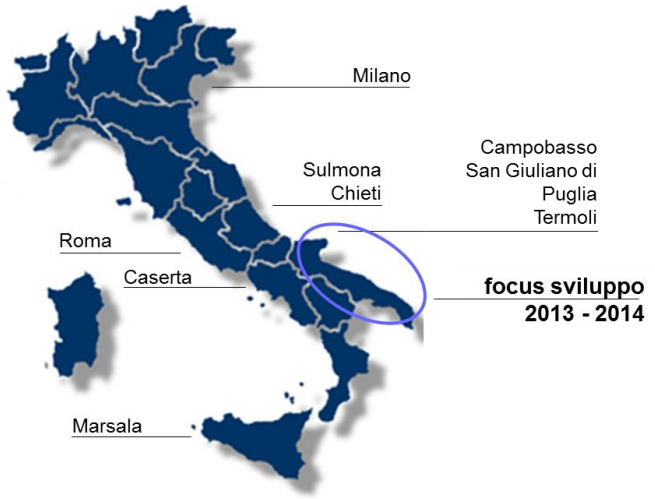 Milano
Campobasso
San Giuliano di
Puglia
Termoli
Sulmona
Chieti
Roma
Caserta
focus sviluppo
2013 - 2014
Marsala